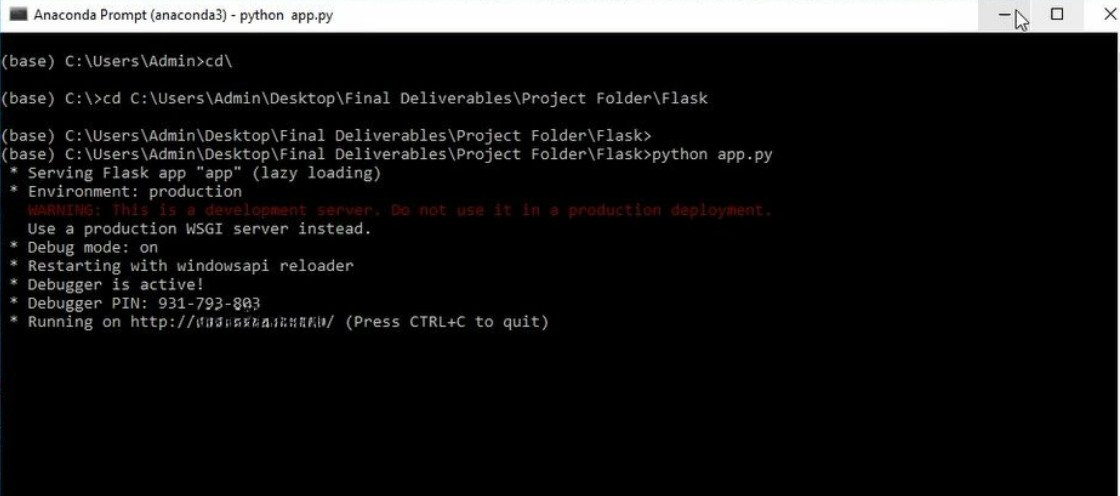 Anaconda Prompt (anaconda3) - python  app.py
(base) C:\Users\Admin>cd\
(base) C:\>cd C:\Users\Admin\Desktop\Final Deliverables\Project Folder\Flask
(base) C:\Users\Admin\Desktop\Final Deliverables\Project Folder\Flask>
(base) C:\Users\Admin\Desktop\Final Deliverables\Project Folder\Flask>python app.py
* Serving Flask app "app" (lazy loading)
* Environment: production
WARNING: This is a development server. Do not use it in a production deployment.
Use a production WSGI server instead.
* Debug mode: on
* Restarting with windowsapi reloader
* Debugger is active!
* Debugger PIN: 931-793-803
* Running on http:// / (Press CTRL+C to quit)